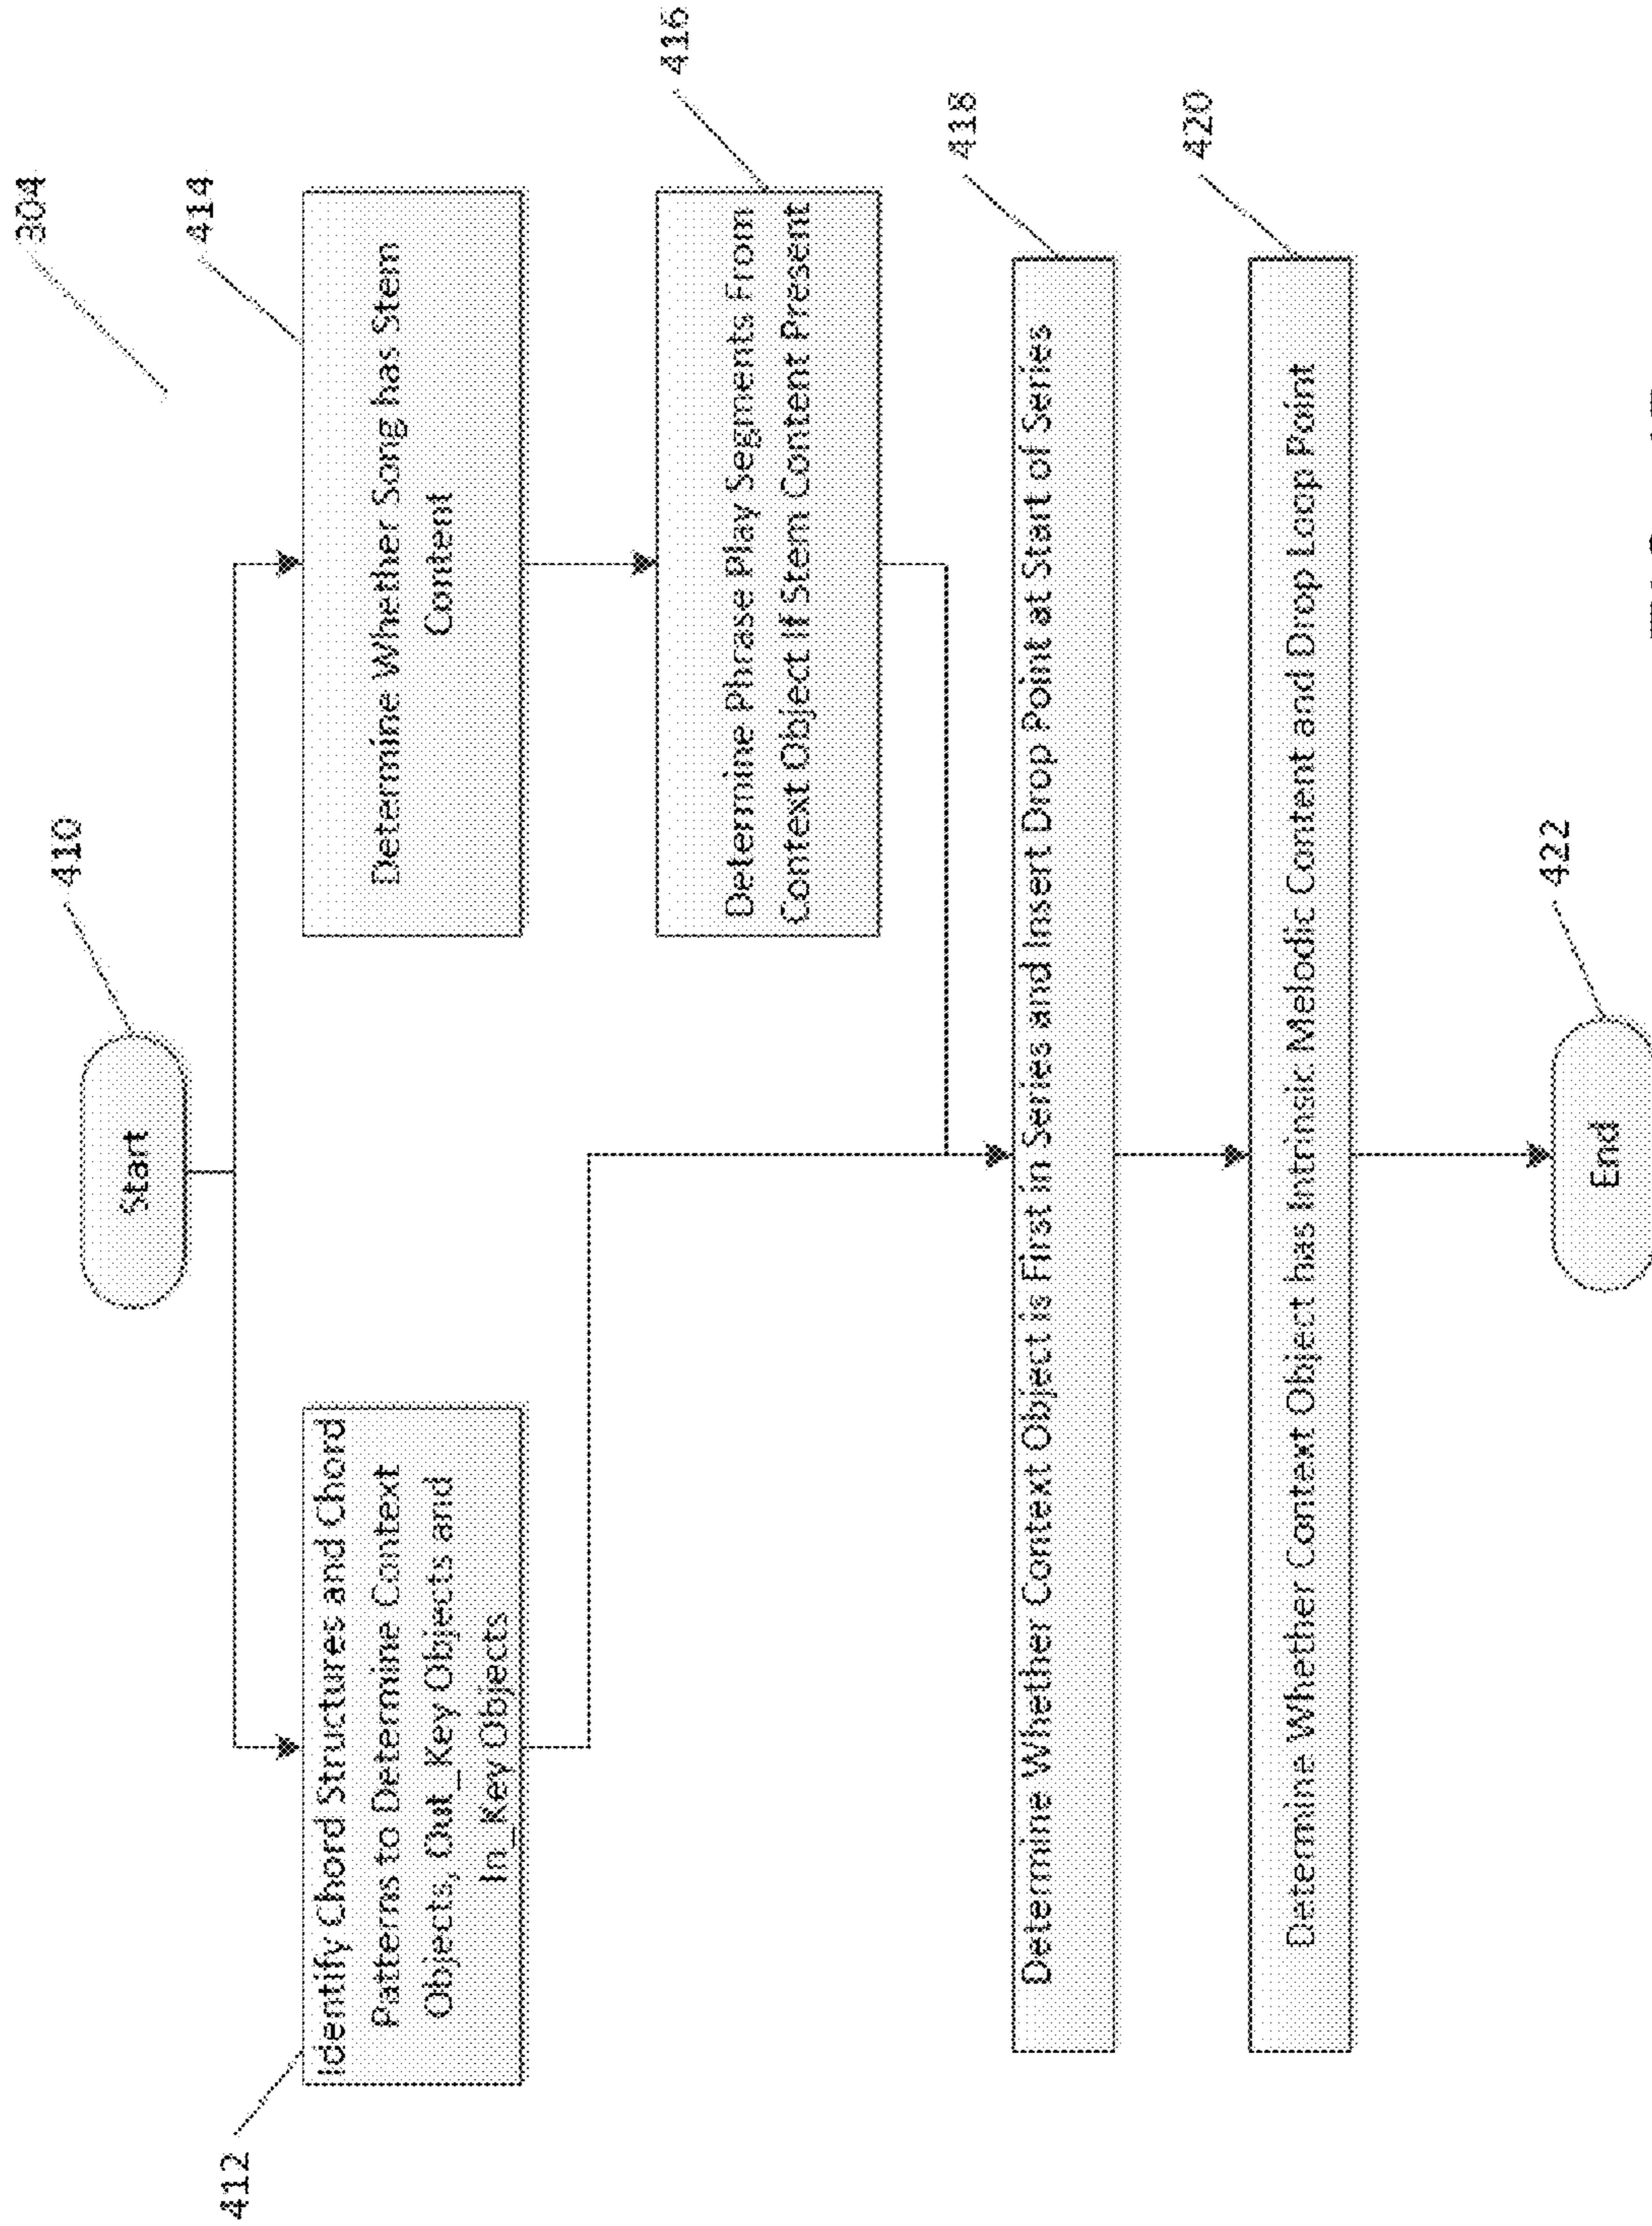 304
410
Start
412
Identify Chord Structures and Chord
Patterns to Determine Context
Objects, Out_Key Objects and
In_Key Objects
414
Determine Whether Song has Stem
Content
416
Determine Phrase Play Segments From
Context Object If Stem Content Present
418
Determine Whether Context Object is First in Series and Insert Drop Point at Start of Series
420
Determine Whether Context Object has Intrinsic Melodic Content and Drop Loop Point
422
End